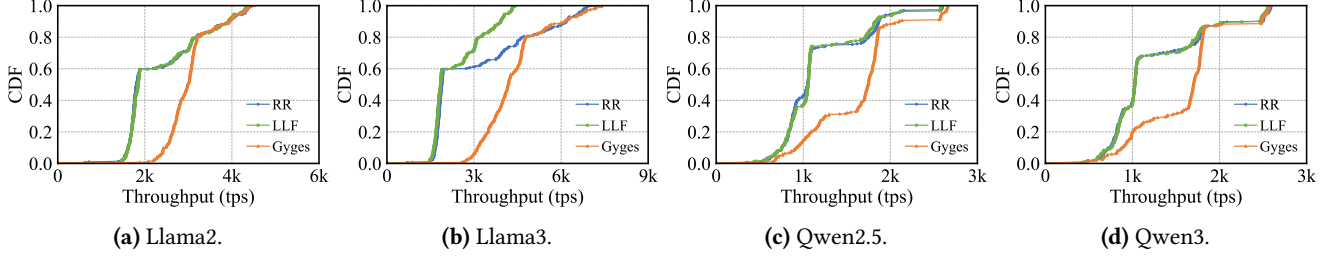 1.0
0.8
0.6
0.4
0.2
0.0
CDF
RR
LLF
Gyges
0 2k 4k 6k
Throughput (tps)
(a) Llama2.
1.0
0.8
0.6
0.4
0.2
0.0
CDF
RR
LLF
Gyges
0 3k 6k 9k
Throughput (tps)
(b) Llama3.
1.0
0.8
0.6
0.4
0.2
0.0
CDF
RR
LLF
Gyges
0 1k 2k 3k
Throughput (tps)
(c) Qwen2.5.
1.0
0.8
0.6
0.4
0.2
0.0
CDF
RR
LLF
Gyges
0 1k 2k 3k
Throughput (tps)
(d) Qwen3.